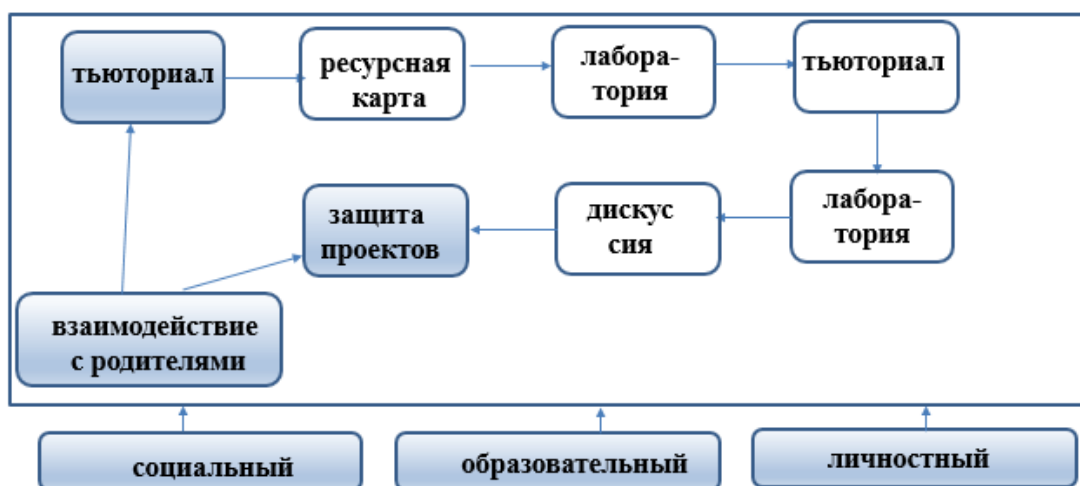 тьюториал
ресурсная
карта
лабора-
тория
тьюториал
защита
проектов
дискус
сия
лабора-
тория
взаимодействие
с родителями
социальный
образовательный
личностный